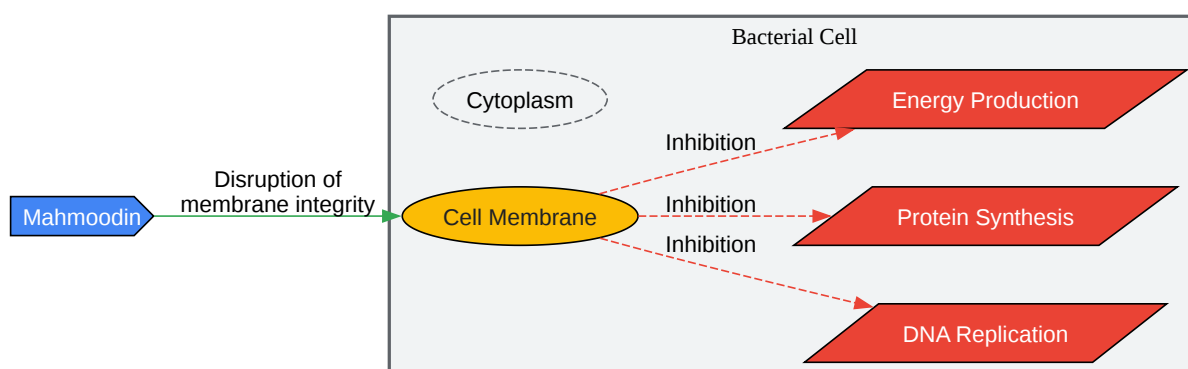 Bacterial Cell
Cytoplasm
Energy Production
Inhibition
Disruption of
membrane integrity
Mahmoodin
Cell Membrane
Inhibition
Protein Synthesis
Inhibition
DNA Replication